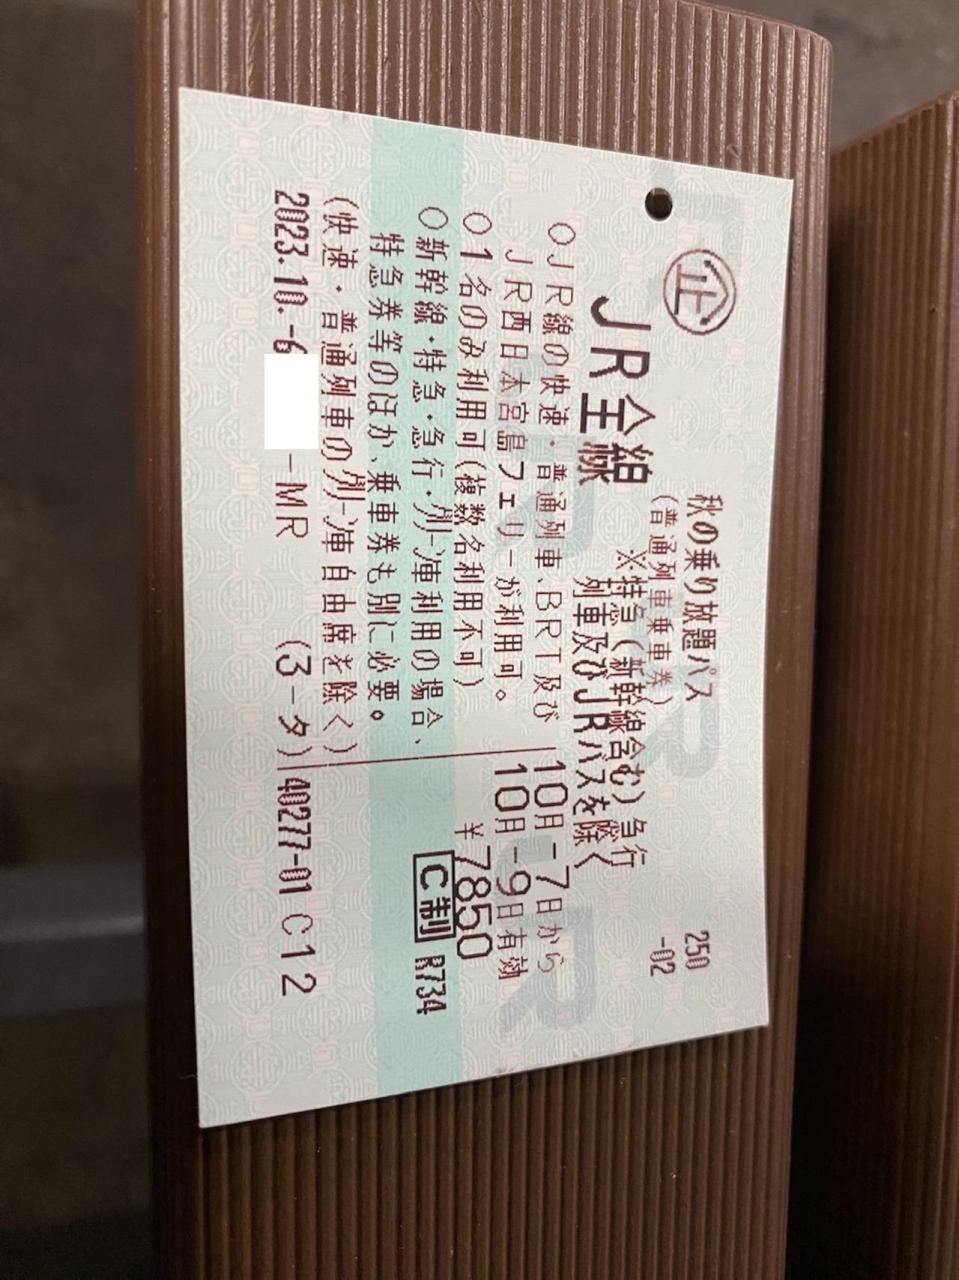 企
秋の乗り放題パス
250
(普通列車乗車券)
-02
JR全線
※特急(新幹線含む)急行
列車及びJRバスを除く
○JR線の快速・普通列車、BRT及び
10月-7日から
JR西日本宮島フェリーが利用可。
10月-9日有効
○1名のみ利用可(複数名利用不可)
¥7850
○新幹線・特急・急行・グリーン車利用の場合、
C制 R734
特急券等のほか、乗車券も別に必要。
(快速・普通列車のグリーン車自由席を除く)
2023.10.-6 -MR (3-タ) 40277-01 C12